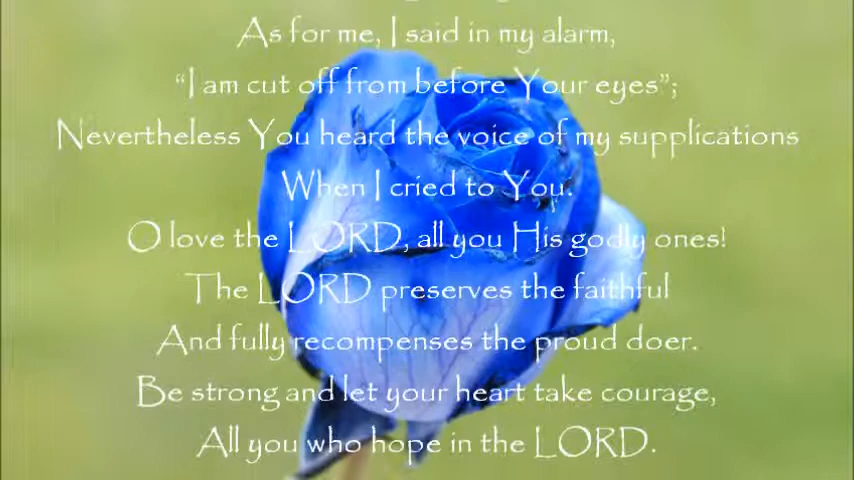 As for me, I said in my alarm,
“I am cut off from before Your eyes”;
Nevertheless You heard the voice of my supplications
When I cried to You.
O love the LORD, all you His godly ones!
The LORD preserves the faithful
And fully recompenses the proud doer.
Be strong and let your heart take courage,
All you who hope in the LORD.